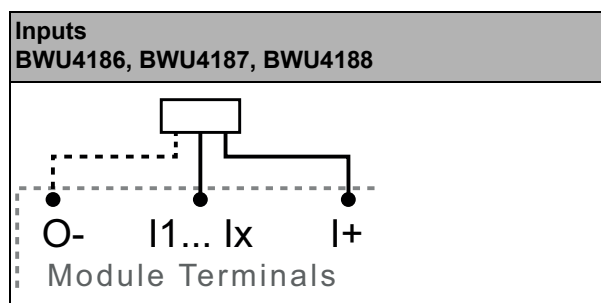 Inputs
BWU4186, BWU4187, BWU4188
O- I1... Ix I+
Module Terminals